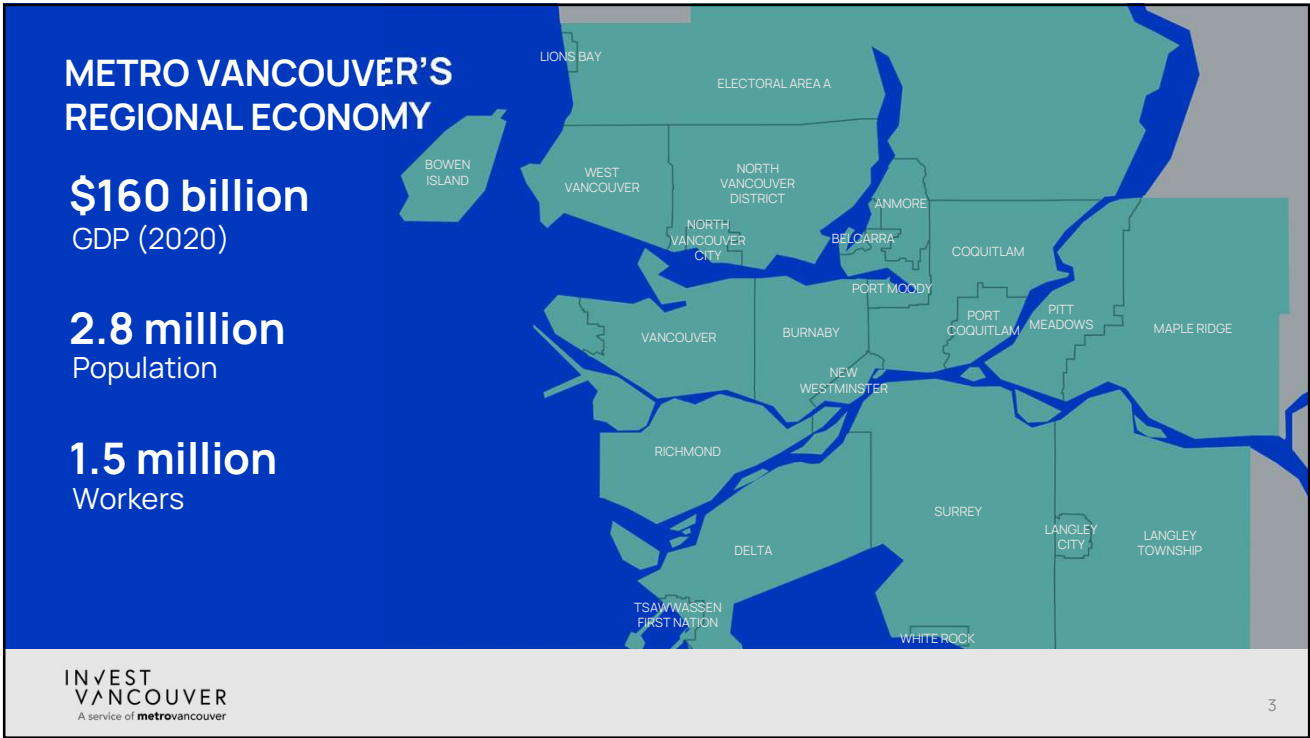 METRO VANCOUVER'S
REGIONAL ECONOMY
$160 billion
GDP (2020)
2.8 million
Population
1.5 million
Workers
LIONS BAY
ELECTORAL AREA A
BOWEN
ISLAND
WEST
VANCOUVER
NORTH
VANCOUVER
DISTRICT
NORTH
VANCOUVER
CITY
ANMORE
BELCARRA
COQUITLAM
PORT MOODY
PORT
COQUITLAM
PITT
MEADOWS
MAPLE RIDGE
VANCOUVER
BURNABY
NEW
WESTMINSTER
RICHMOND
SURREY
LANGLEY
CITY
LANGLEY
TOWNSHIP
DELTA
TSAWWASSEN
FIRST NATION
WHITE ROCK
INVEST
VANCOUVER
A service of metrovancouver
3